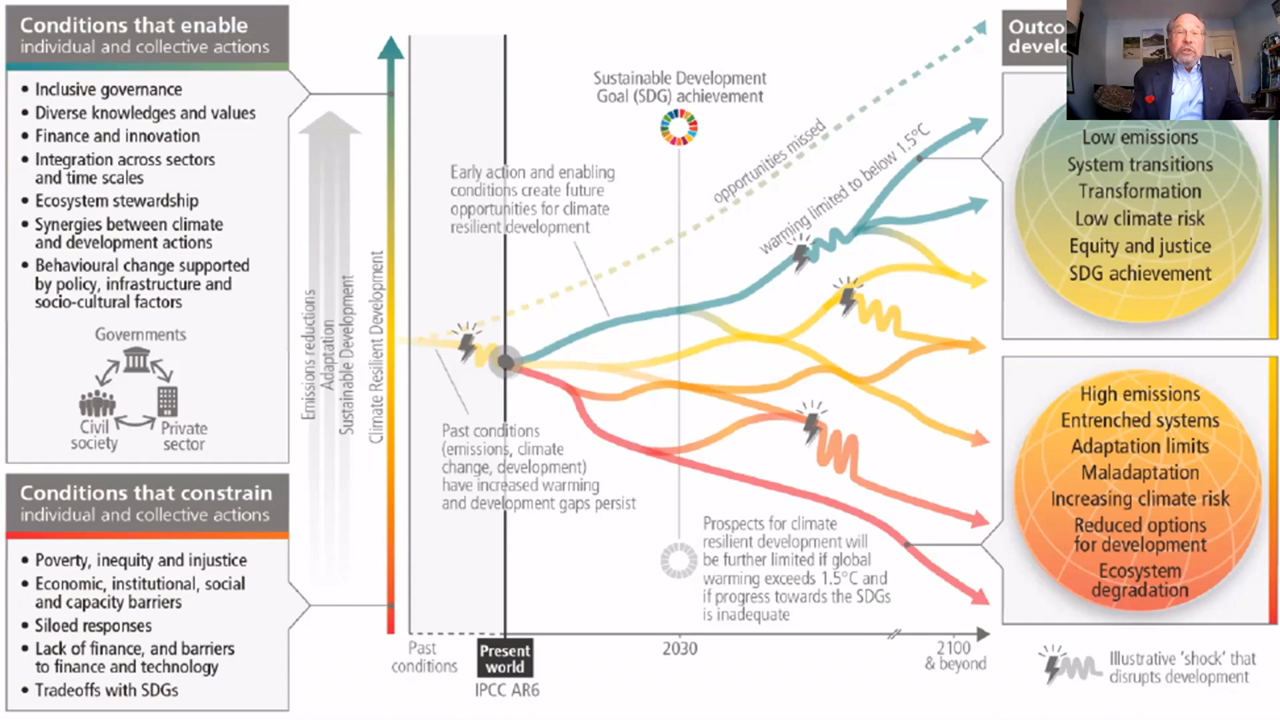 Conditions that enable
individual and collective actions
• Inclusive governance
• Diverse knowledges and values
• Finance and innovation
• Integration across sectors
and time scales
• Ecosystem stewardship
• Synergies between climate
and development actions
• Behavioural change supported
by policy, infrastructure and
socio-cultural factors
Governments
Civil
society
Private
sector
Conditions that constrain
individual and collective actions
• Poverty, inequity and injustice
• Economic, institutional, social
and capacity barriers
• Siloed responses
• Lack of finance, and barriers
to finance and technology
• Tradeoffs with SDGs
Emissions reductions
Adaptation
Sustainable Development
Climate Resilient Development
Sustainable Development
Goal (SDG) achievement
Early action and enabling
conditions create future
opportunities for climate
resilient development
opportunities missed
warming limited to below 1.5°C
Past conditions
(emissions, climate
change, development)
have increased warming
and development gaps persist
Prospects for climate
resilient development will
be further limited if global
warming exceeds 1.5°C and
if progress towards the SDGs
is inadequate
Past
conditions
Present
world
IPCC AR6
2030
2100
& beyond
Low emissions
System transitions
Transformation
Low climate risk
Equity and justice
SDG achievement
High emissions
Entrenched systems
Adaptation limits
Maladaptation
Increasing climate risk
Reduced options
for development
Ecosystem
degradation
Illustrative 'shock' that
disrupts development